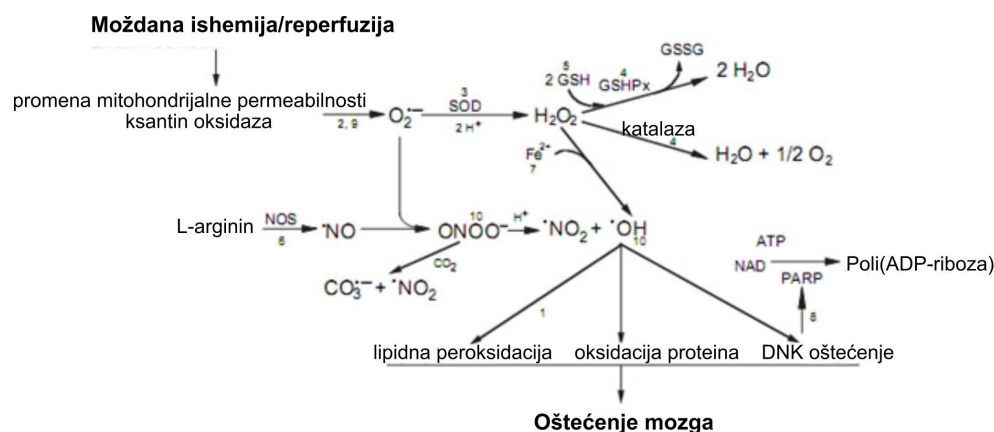 Moždana ishemija/reperfuzija
promena mitohondrijalne permeabilnosti
ksantin oksidaza
2, 9
O₂•−
3
SOD
2 H⁺
H₂O₂
5
2 GSH
4
GSHPx
GSSG
2 H₂O
katalaza
4
H₂O + 1/2 O₂
Fe²⁺
7
L-arginin
NOS
6
•NO
10
ONOO⁻
H⁺
•NO₂ + •OH
10
CO₂
CO₃•− + •NO₂
ATP
NAD
PARP
Poli(ADP-riboza)
8
1
lipidna peroksidacija
oksidacija proteina
DNK oštećenje
Oštećenje mozga